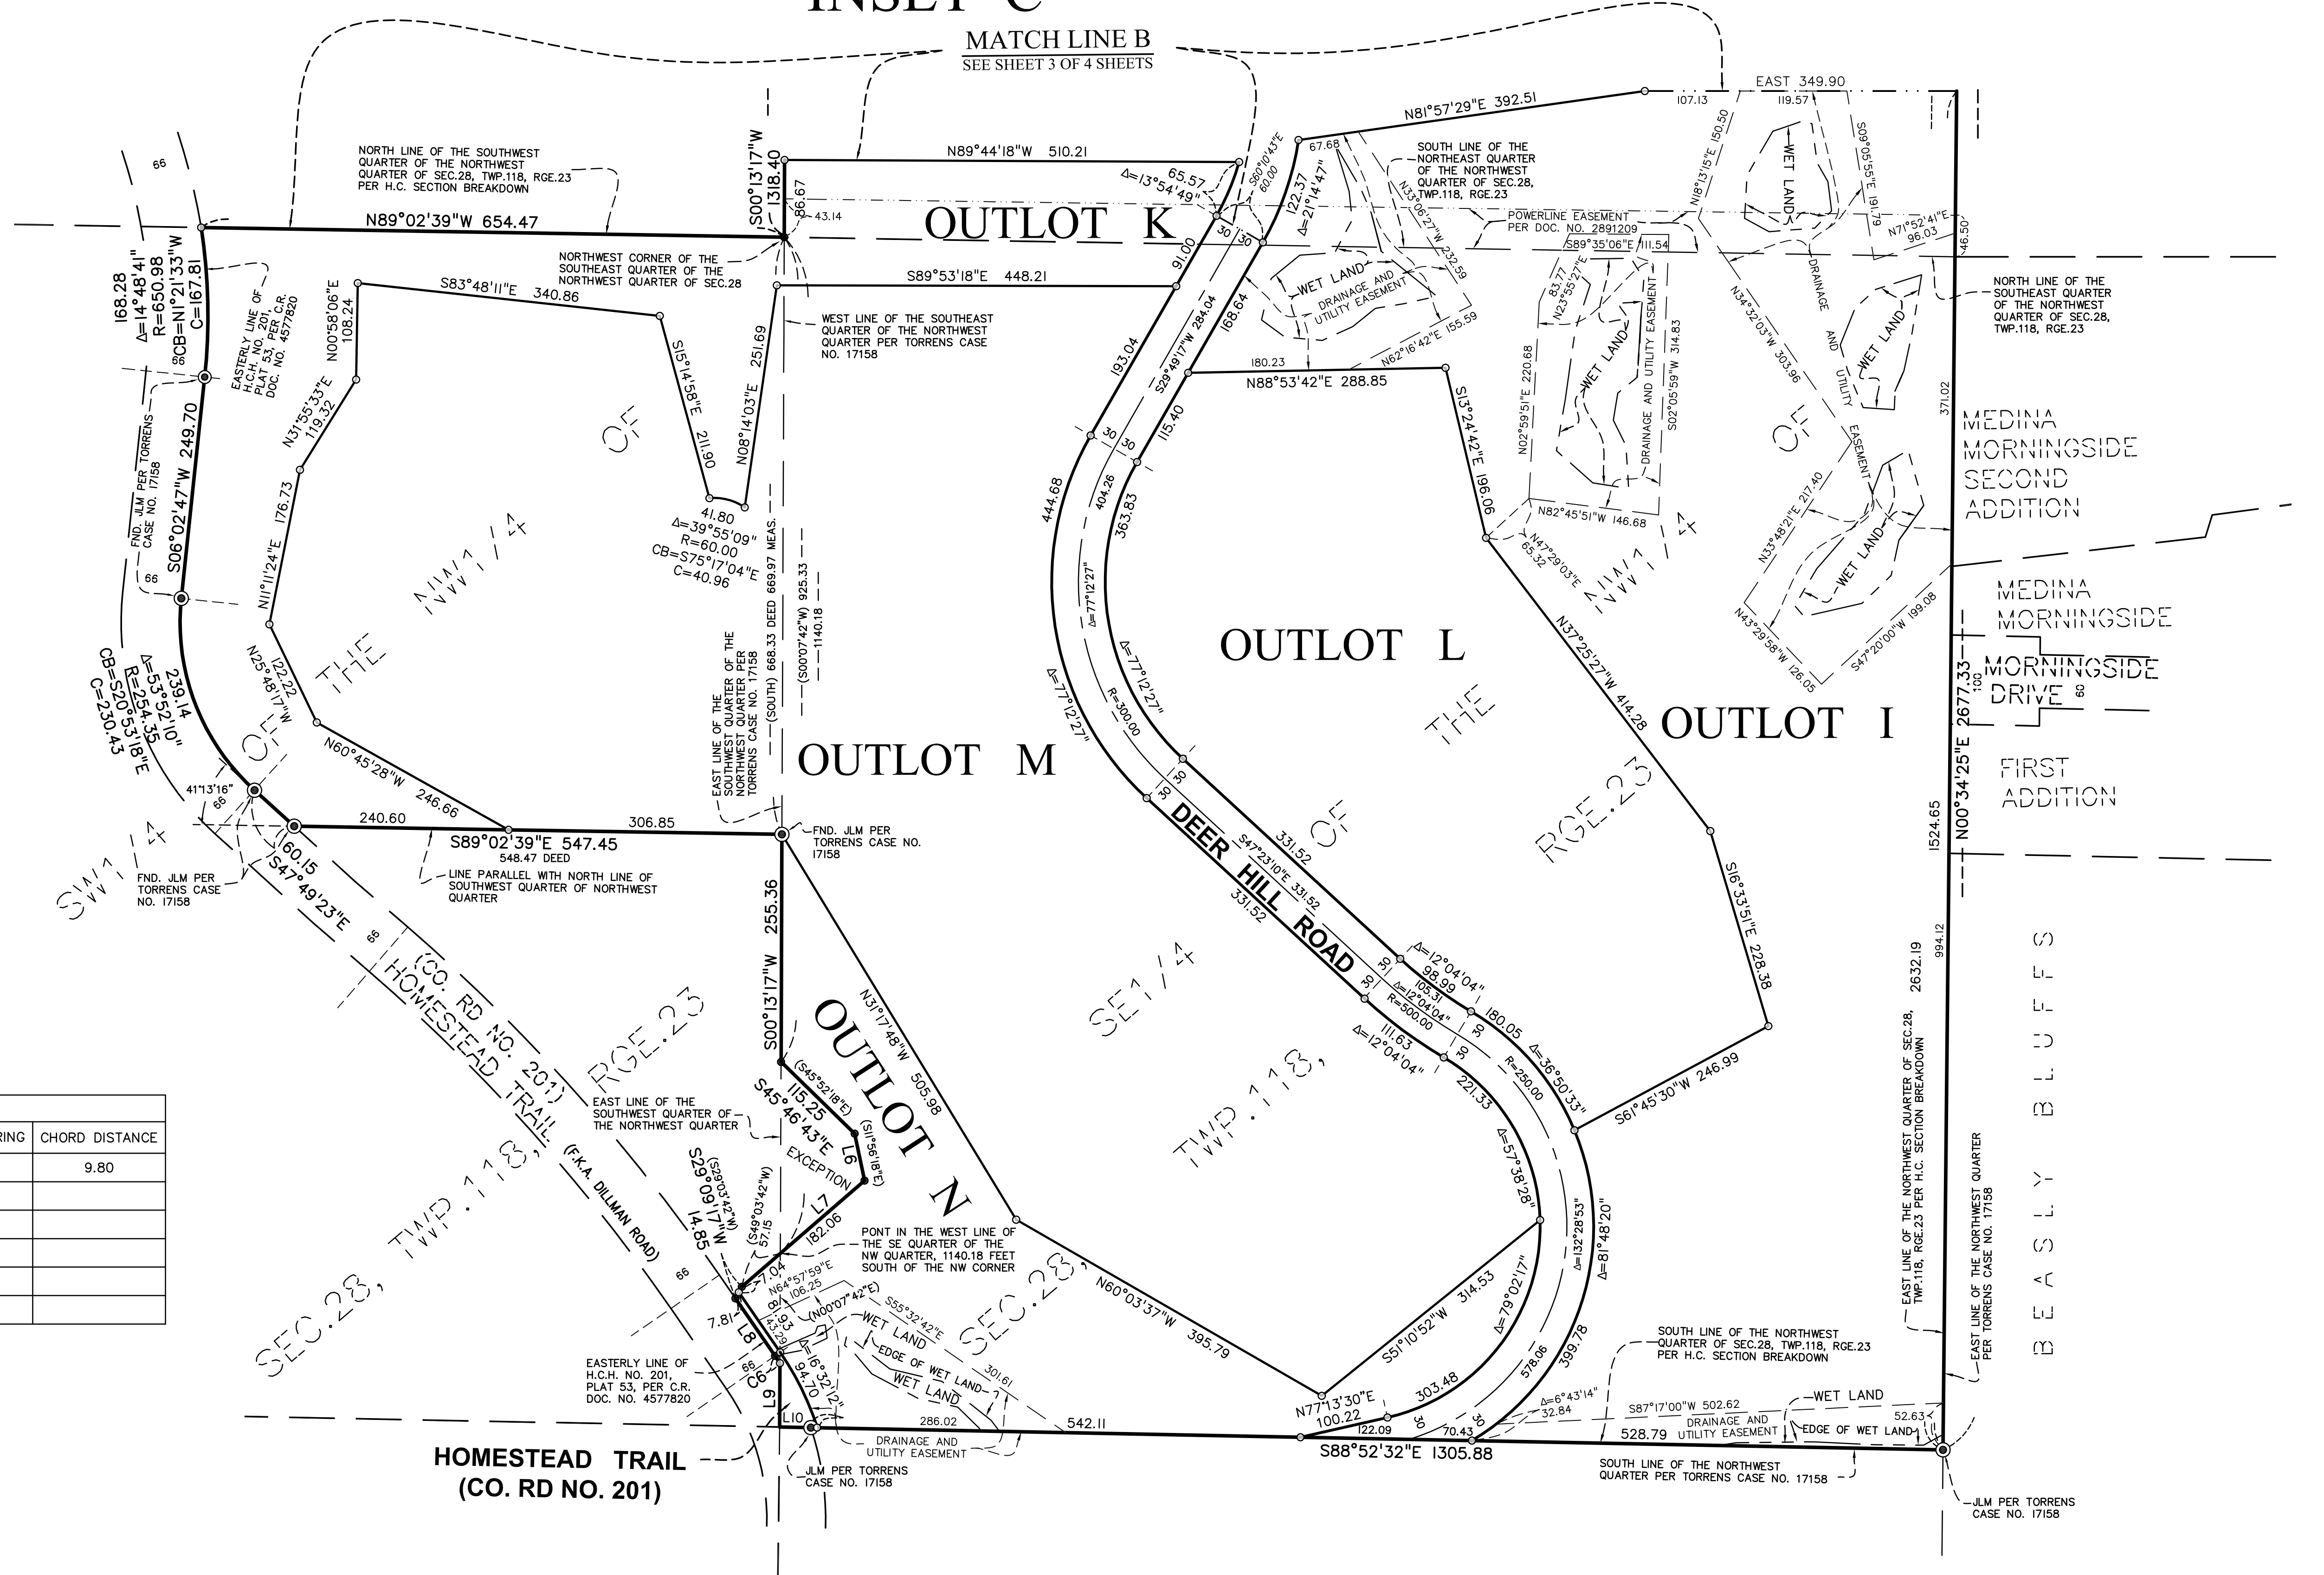 INSET C
MATCH LINE B
SEE SHEET 3 OF 4 SHEETS
EAST 349.90
107.13
119.57
N81°57'29"E 392.51
66
NORTH LINE OF THE SOUTHWEST
QUARTER OF THE NORTHWEST
QUARTER OF SEC.28, TWP.118, RGE.23
PER H.C. SECTION BREAKDOWN
N89°02'39"W 654.47
S00°13'17"W
1318.40
86.67
43.14
N89°44'18"W 510.21
65.57
Δ=13°54'49"
S60°10'43"E
60.00
122.37
Δ=21°14'47"
67.68
SOUTH LINE OF THE
NORTHEAST QUARTER
OF THE NORTHWEST
QUARTER OF SEC.28,
TWP.118, RGE.23
N33°06'27"W 232.59
N18°13'15"E 150.50
WET LAND
S09°05'55"E 191.79
N71°52'41"E
96.03
46.50
POWERLINE EASEMENT
PER DOC. NO. 2891209
S89°35'06"E 111.54
OUTLOT K
30
30
91.00
NORTHWEST CORNER OF THE
SOUTHEAST QUARTER OF THE
NORTHWEST QUARTER OF SEC.28
S89°53'18"E 448.21
168.28
Δ=14°48'41"
R=650.98
CB=N11°21'33"W
C=167.81
66
EASTERLY LINE OF
H.C.H. NO. 201,
PLAT 53, PER C.R.
DOC. NO. 4577820
N00°58'06"E
108.24
S83°48'11"E 340.86
N31°55'33"E
119.32
S15°14'58"E 211.90
N08°14'03"E 251.69
WEST LINE OF THE SOUTHEAST
QUARTER OF THE NORTHWEST
QUARTER PER TORRENS CASE
NO. 17158
193.04
S29°49'17"W 284.04
168.64
115.40
WET LAND
DRAINAGE AND
UTILITY EASEMENT
N62°16'42"E 155.59
180.23
N88°53'42"E 288.85
83.77
N23°55'27"E
N02°59'51"E 220.68
WET LAND
DRAINAGE AND UTILITY EASEMENT
S02°05'59"W 314.83
N82°45'51"W 146.68
N47°29'03"E
65.32
S13°24'42"E 196.06
N34°32'03"W 303.96
DRAINAGE AND UTILITY EASEMENT
WET LAND
371.02
NORTH LINE OF THE
SOUTHEAST QUARTER
OF THE NORTHWEST
QUARTER OF SEC.28,
TWP.118, RGE.23
MEDINA
MORNINGSIDE
SECOND
ADDITION
N33°48'21"E 217.40
WET LAND
N43°29'58"W 126.05
S47°20'00"W 199.08
MEDINA
MORNINGSIDE
MORNINGSIDE
DRIVE
60
100
FIRST
ADDITION
FND. JLM PER TORRENS
CASE NO. 17158
S06°02'47"W 249.70
66
N11°11'24"E 176.73
122.22
N25°48'17"W
N60°45'28"W 246.66
41.80
Δ=39°55'09"
R=60.00
CB=S75°17'04"E
C=40.96
(SOUTH) 668.33 DEED 669.97 MEAS.
(S00°07'42"W) 925.33
1140.18
EAST LINE OF THE
SOUTHWEST QUARTER OF THE
NORTHWEST QUARTER PER
TORRENS CASE NO. 17158
30
30
444.68
404.26
363.83
Δ=77°12'27"
Δ=77°12'27"
Δ=77°12'27"
R=300.00
30
30
OUTLOT L
OUTLOT M
OUTLOT I
N37°25'27"W 414.28
N00°34'25"E 2677.33
1524.65
994.12
2632.19
239.14
Δ=53°52'10"
R=254.35
CB=S20°53'18"E
C=230.43
41°13'16"
66
60.15
S47°49'23"E
240.60
306.85
S89°02'39"E 547.45
548.47 DEED
LINE PARALLEL WITH NORTH LINE OF
SOUTHWEST QUARTER OF NORTHWEST
QUARTER
FND. JLM PER
TORRENS CASE
NO. 17158
FND. JLM PER
TORRENS CASE NO.
17158
SW1/4 OF THE NW1/4 OF
SEC.28, TWP.118, RGE.23
SE1/4 OF THE NW1/4 OF
SEC.28, TWP.118, RGE.23
DEER HILL ROAD
331.52
S47°23'10"E 331.52
331.52
30
30
Δ=12°04'04"
98.99
105.31
Δ=12°04'04"
R=500.00
111.63
Δ=12°04'04"
30
30
180.05
Δ=36°50'33"
R=250.00
221.33
Δ=57°38'28"
Δ=132°28'53"
Δ=81°48'20"
S16°33'51"E 228.38
S61°45'30"W 246.99
S00°13'17"W 255.36
OUTLOT N
N31°17'48"W 505.98
66
(CO. RD NO. 201)
HOMESTEAD TRAIL
(F.K.A. DILLMAN ROAD)
66
EAST LINE OF THE
SOUTHWEST QUARTER OF
THE NORTHWEST QUARTER
(S45°52'18"E)
115.25
S45°46'43"E
L6
(S11°56'18"E)
EXCEPTION
L7
182.06
(S49°03'42"W)
57.15
(S29°03'42"W)
S29°09'17"W
14.85
7.04
PONT IN THE WEST LINE OF
THE SE QUARTER OF THE
NW QUARTER, 1140.18 FEET
SOUTH OF THE NW CORNER
N64°57'59"E
106.25
(N00°07'42"E)
S55°32'42"E
301.61
7.81
L8
8.93
43.29
66
C6
L9
L10
Δ=16°32'12"
94.70
WET LAND
EDGE OF WET LAND
WET LAND
EASTERLY LINE OF
H.C.H. NO. 201,
PLAT 53, PER C.R.
DOC. NO. 4577820
N60°03'37"W 395.79
S51°10'52"W 314.53
Δ=79°02'17"
303.48
578.06
399.78
N77°13'30"E
100.22
122.09
30
30
70.43
Δ=6°43'14"
32.84
286.02
542.11
S88°52'32"E 1305.88
DRAINAGE AND
UTILITY EASEMENT
HOMESTEAD TRAIL
(CO. RD NO. 201)
JLM PER TORRENS
CASE NO. 17158
SOUTH LINE OF THE NORTHWEST
QUARTER OF SEC.28, TWP.118, RGE.23
PER H.C. SECTION BREAKDOWN
S87°17'00"W 502.62
WET LAND
DRAINAGE AND
UTILITY EASEMENT
EDGE OF WET LAND
52.63
528.79
SOUTH LINE OF THE NORTHWEST
QUARTER PER TORRENS CASE NO. 17158
JLM PER TORRENS
CASE NO. 17158
EAST LINE OF THE NORTHWEST QUARTER OF SEC.28,
TWP.118, RGE.23 PER H.C. SECTION BREAKDOWN
EAST LINE OF THE NORTHWEST QUARTER
PER TORRENS CASE NO. 17158
BEASLY BLUFFS
RING
CHORD DISTANCE
9.80